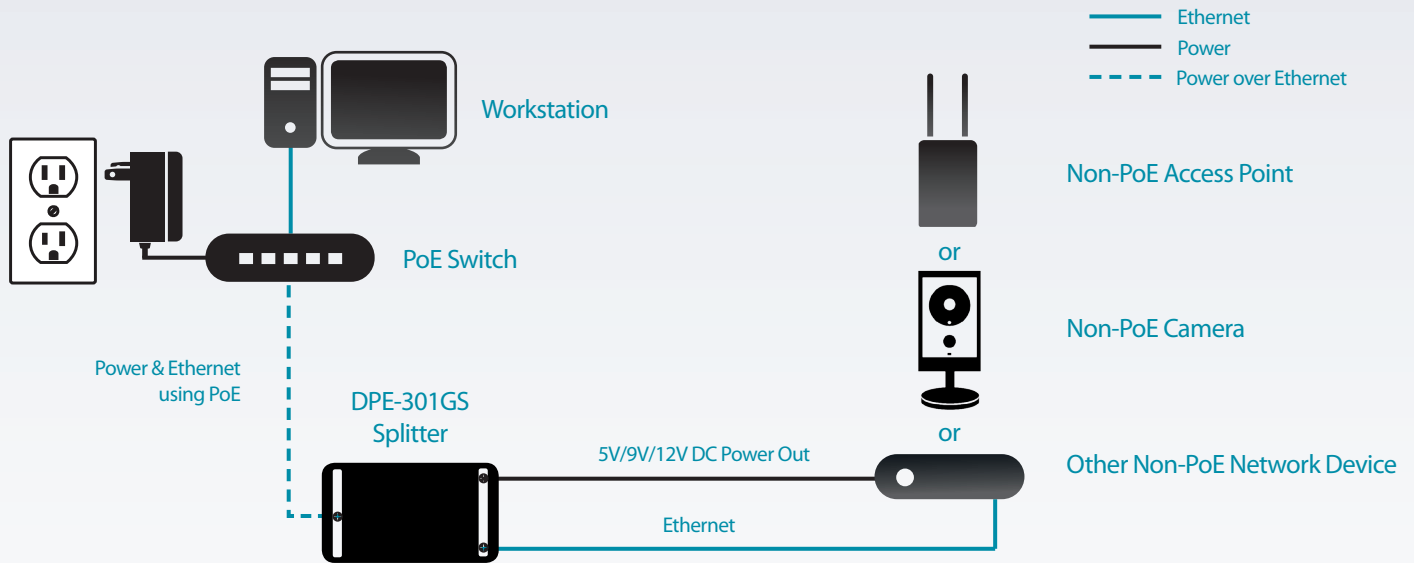 Ethernet
Power
Power over Ethernet
Workstation
Non-PoE Access Point
PoE Switch
or
Non-PoE Camera
Power & Ethernet
using PoE
DPE-301GS
Splitter
or
5V/9V/12V DC Power Out
Other Non-PoE Network Device
Ethernet